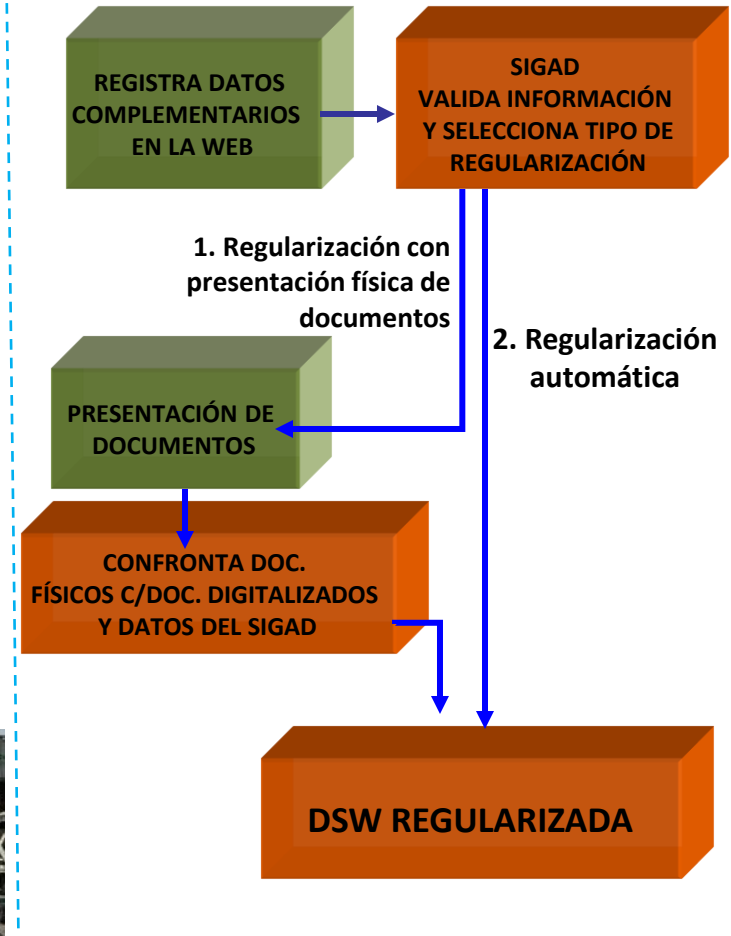 REGISTRA DATOS
COMPLEMENTARIOS
EN LA WEB
SIGAD
VALIDA INFORMACIÓN
Y SELECCIONA TIPO DE
REGULARIZACIÓN
1. Regularización con
presentación física de
documentos
2. Regularización
automática
PRESENTACIÓN DE
DOCUMENTOS
CONFRONTA DOC.
FÍSICOS C/DOC. DIGITALIZADOS
Y DATOS DEL SIGAD
DSW REGULARIZADA